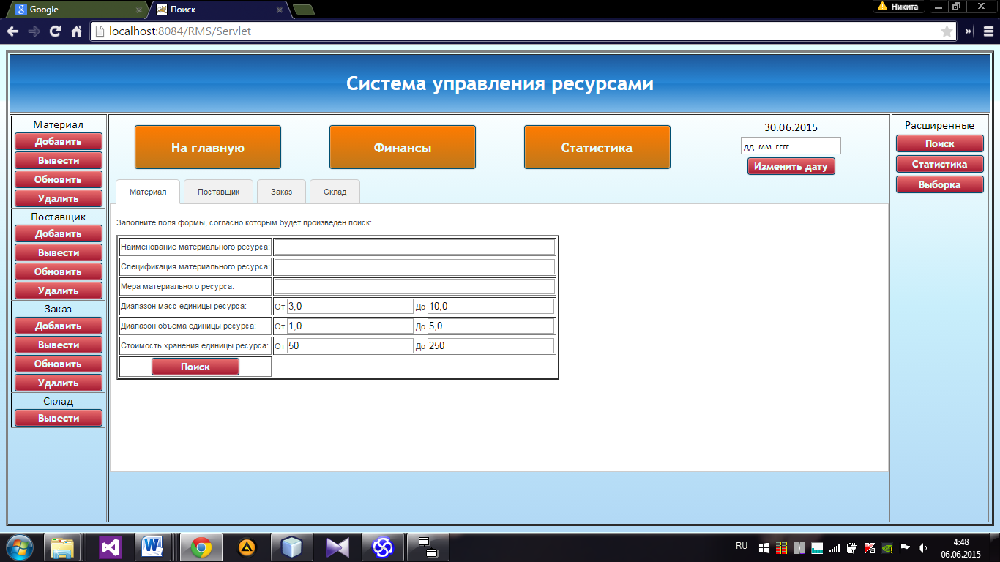 Google
Поиск
Никита
localhost:8084/RMS/Servlet
Система управления ресурсами
Материал
Добавить
Вывести
Обновить
Удалить
Поставщик
Добавить
Вывести
Обновить
Удалить
Заказ
Добавить
Вывести
Обновить
Удалить
Склад
Вывести
На главную
Финансы
Статистика
30.06.2015
дд.мм.гггг
Изменить дату
Материал
Поставщик
Заказ
Склад
Заполните поля формы, согласно которым будет произведен поиск:
Наименование материального ресурса:
Спецификация материального ресурса:
Мера материального ресурса:
Диапазон масс единицы ресурса: От 3,0 До 10,0
Диапазон объема единицы ресурса: От 1,0 До 5,0
Стоимость хранения единицы ресурса: От 50 До 250
Поиск
Расширенные
Поиск
Статистика
Выборка
RU
4:48
06.06.2015